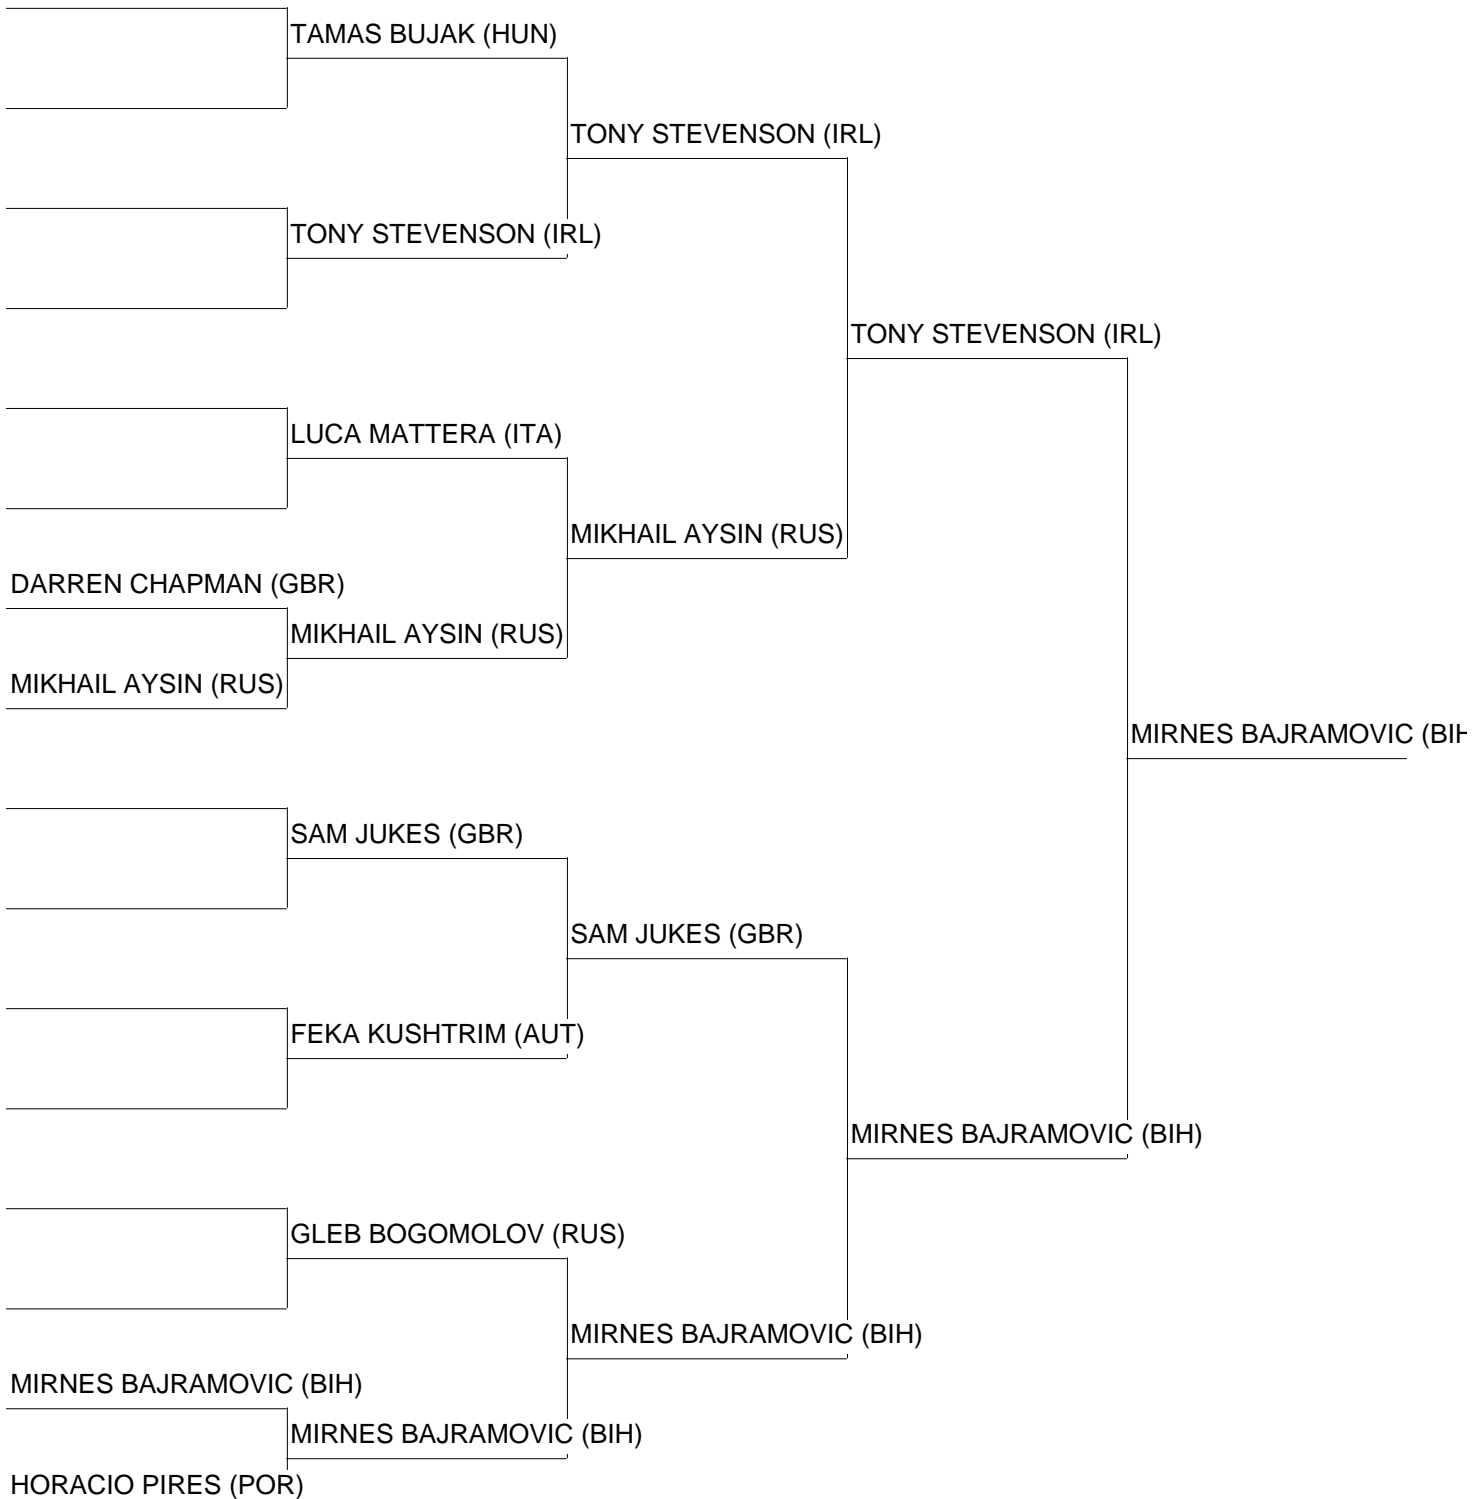 TAMAS BUJAK (HUN)
TONY STEVENSON (IRL)
TONY STEVENSON (IRL)
TONY STEVENSON (IRL)
LUCA MATTERA (ITA)
MIKHAIL AYSIN (RUS)
DARREN CHAPMAN (GBR)
MIKHAIL AYSIN (RUS)
MIKHAIL AYSIN (RUS)
MIRNES BAJRAMOVIC (BIH
SAM JUKES (GBR)
SAM JUKES (GBR)
FEKA KUSHTRIM (AUT)
MIRNES BAJRAMOVIC (BIH)
GLEB BOGOMOLOV (RUS)
MIRNES BAJRAMOVIC (BIH)
MIRNES BAJRAMOVIC (BIH)
MIRNES BAJRAMOVIC (BIH)
HORACIO PIRES (POR)